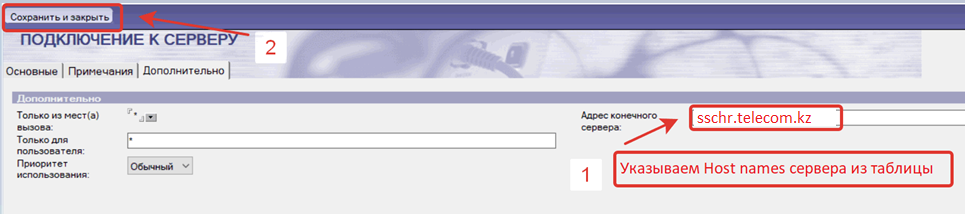 Сохранить и закрыть
2
ПОДКЛЮЧЕНИЕ К СЕРВЕРУ
Основные Примечания Дополнительно
Дополнительно
Только из мест(а)
вызова:
*
Только для
пользователя:
*
Приоритет
использования:
Обычный
Адрес конечного
сервера:
sschr.telecom.kz
1
Указываем Host names сервера из таблицы